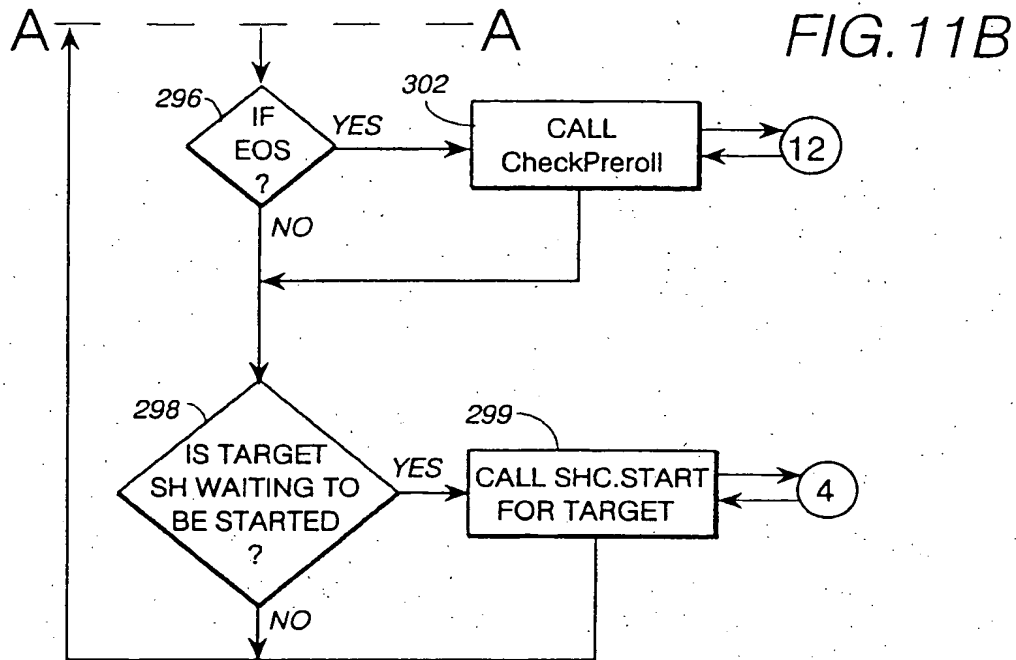 A A
FIG.11B
296
IF
EOS
?
YES
NO
302
CALL
CheckPreroll
12
298
IS TARGET
SH WAITING TO
BE STARTED
?
YES
NO
299
CALL SHC.START
FOR TARGET
4